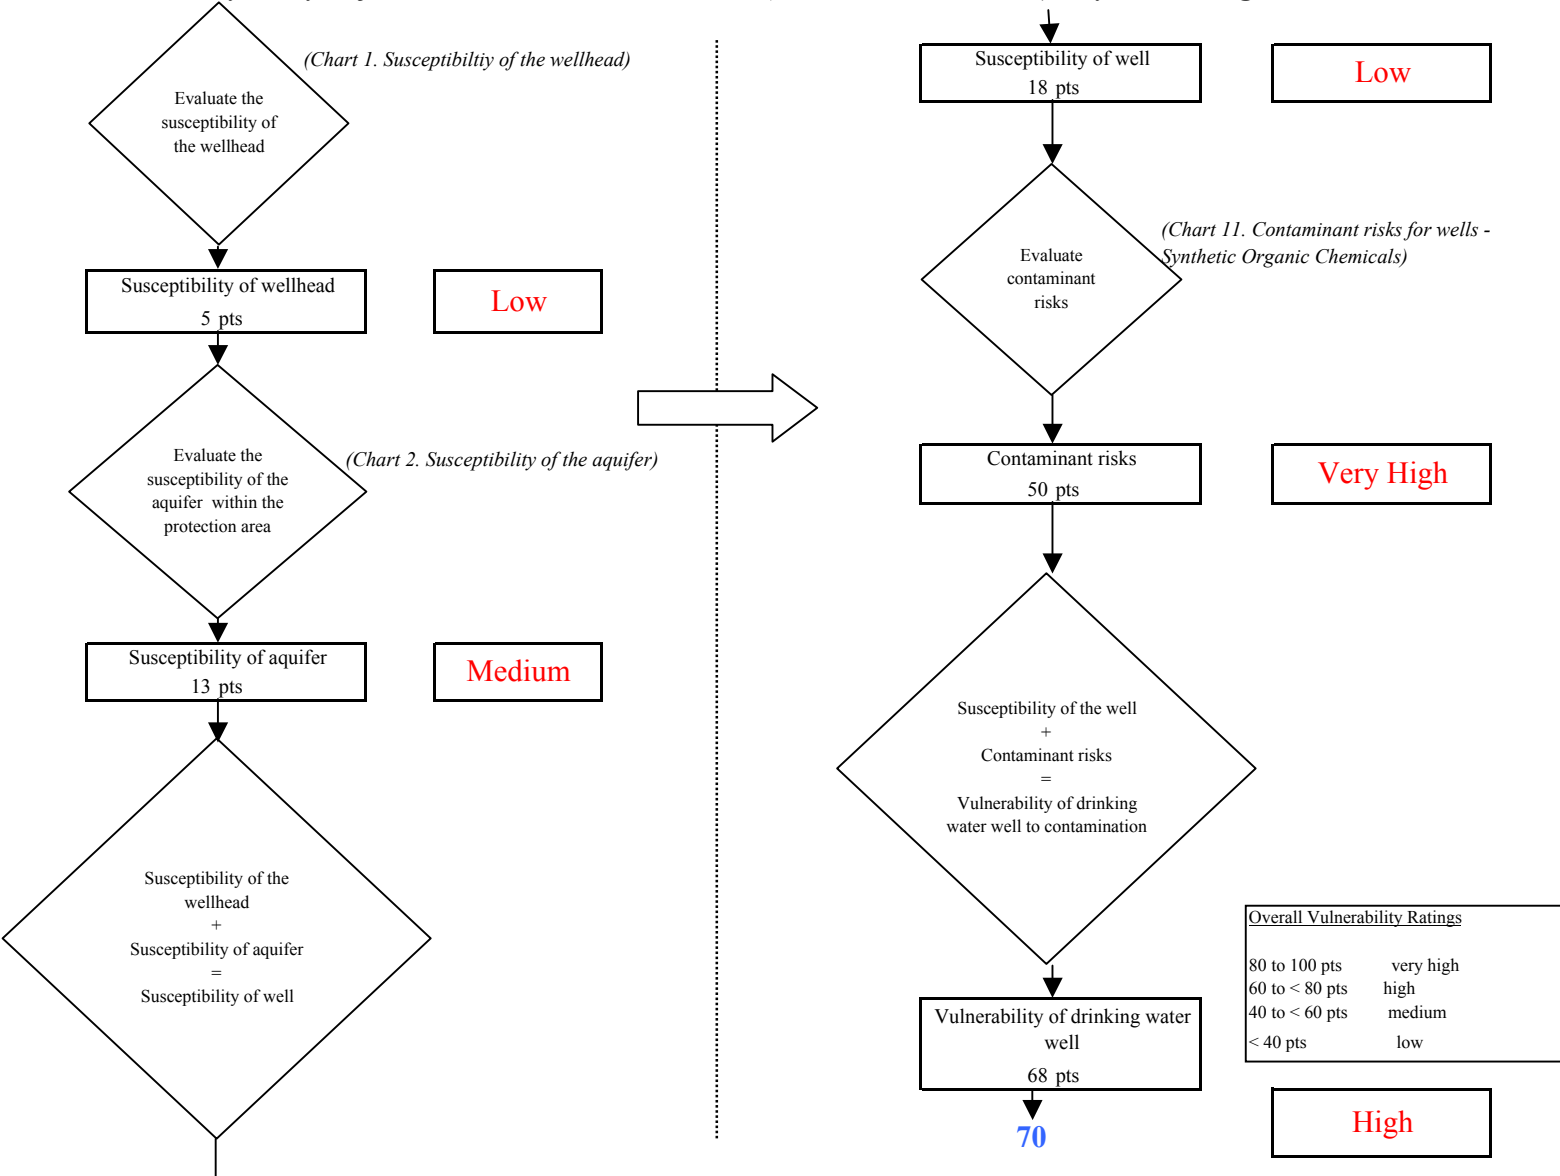 (Chart 1. Susceptibiltiy of the wellhead)
Evaluate the
susceptibility of
the wellhead
Susceptibility of wellhead
5 pts
Low
Evaluate the
susceptibility of the
aquifer within the
protection area
(Chart 2. Susceptibility of the aquifer)
Susceptibility of aquifer
13 pts
Medium
Susceptibility of the
wellhead
+
Susceptibility of aquifer
=
Susceptibility of well
Susceptibility of well
18 pts
Low
(Chart 11. Contaminant risks for wells -
Synthetic Organic Chemicals)
Evaluate
contaminant
risks
Contaminant risks
50 pts
Very High
Susceptibility of the well
+
Contaminant risks
=
Vulnerability of drinking
water well to contamination
Overall Vulnerability Ratings
80 to 100 pts very high
60 to < 80 pts high
40 to < 60 pts medium
< 40 pts low
Vulnerability of drinking water
well
68 pts
70
High